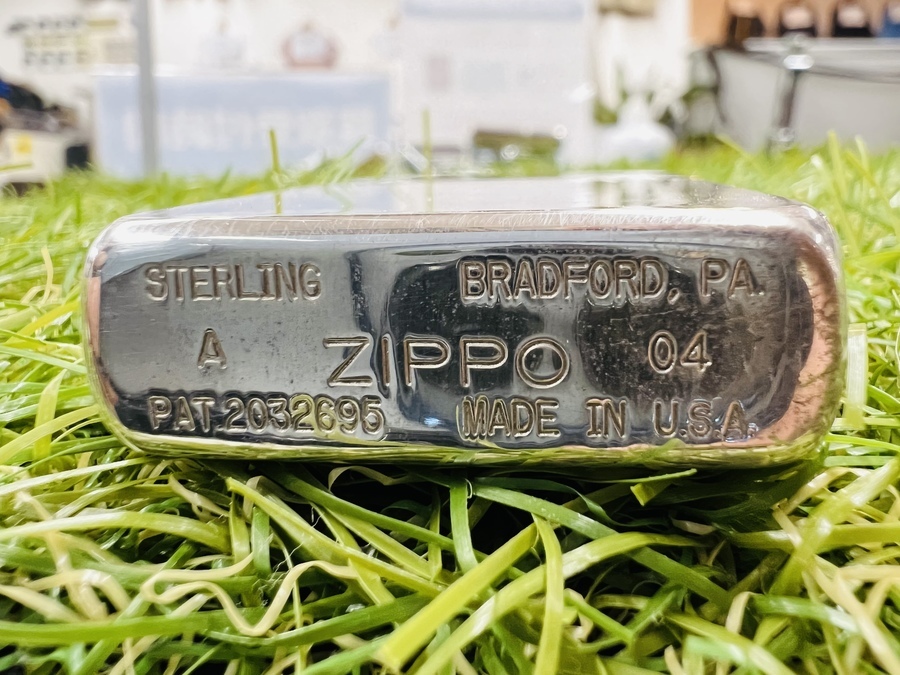 STERLING BRADFORD, PA.
A ZIPPO 04
PAT.2032695 MADE IN U.S.A.